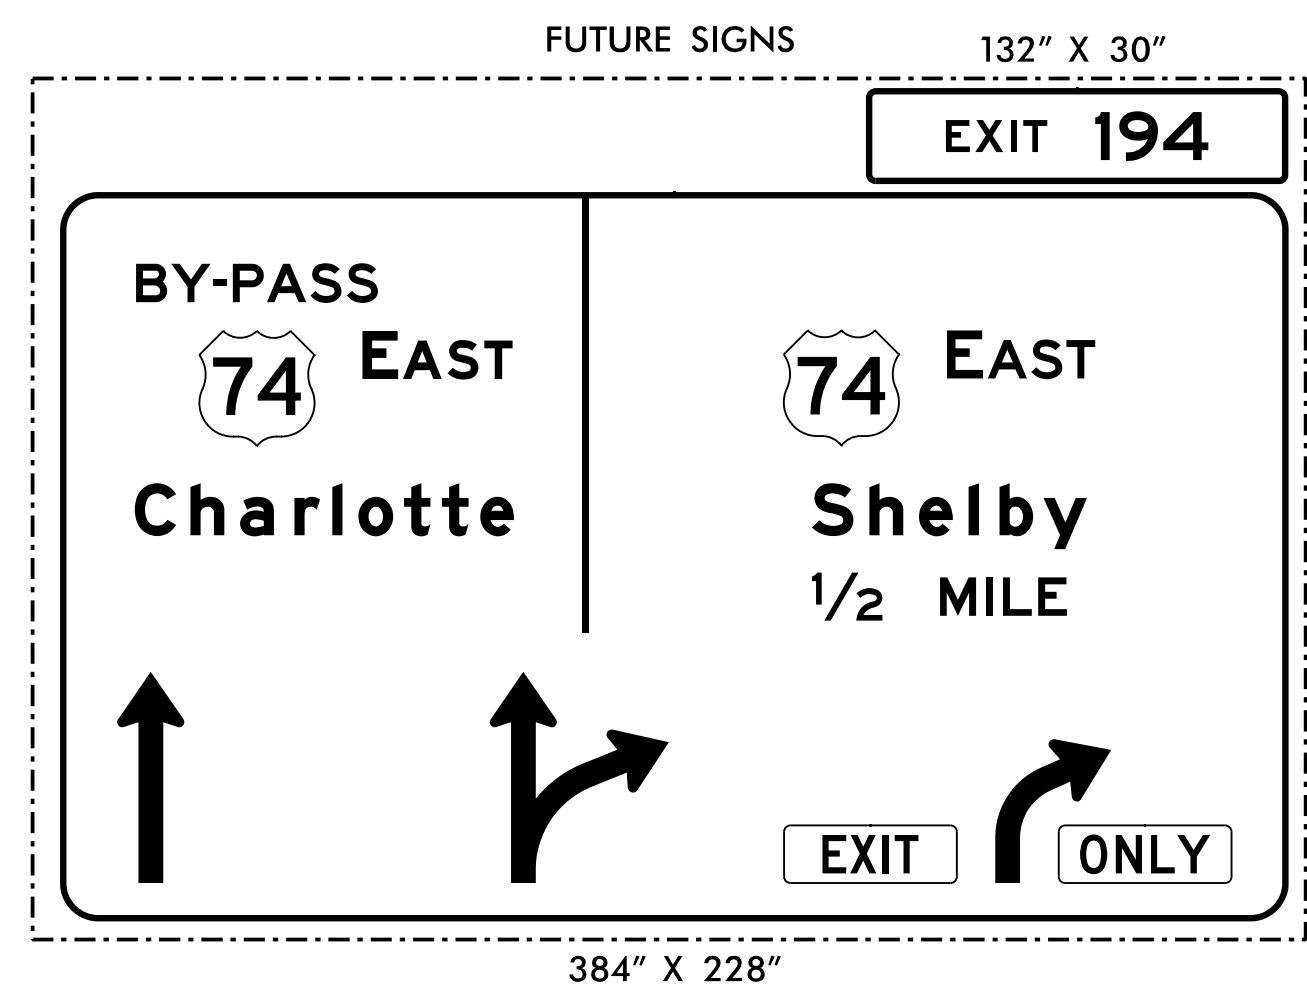 FUTURE SIGNS
132" X 30"
EXIT 194
BY-PASS
74 EAST
Charlotte
74 EAST
Shelby
1/2 MILE
EXIT ONLY
384" X 228"